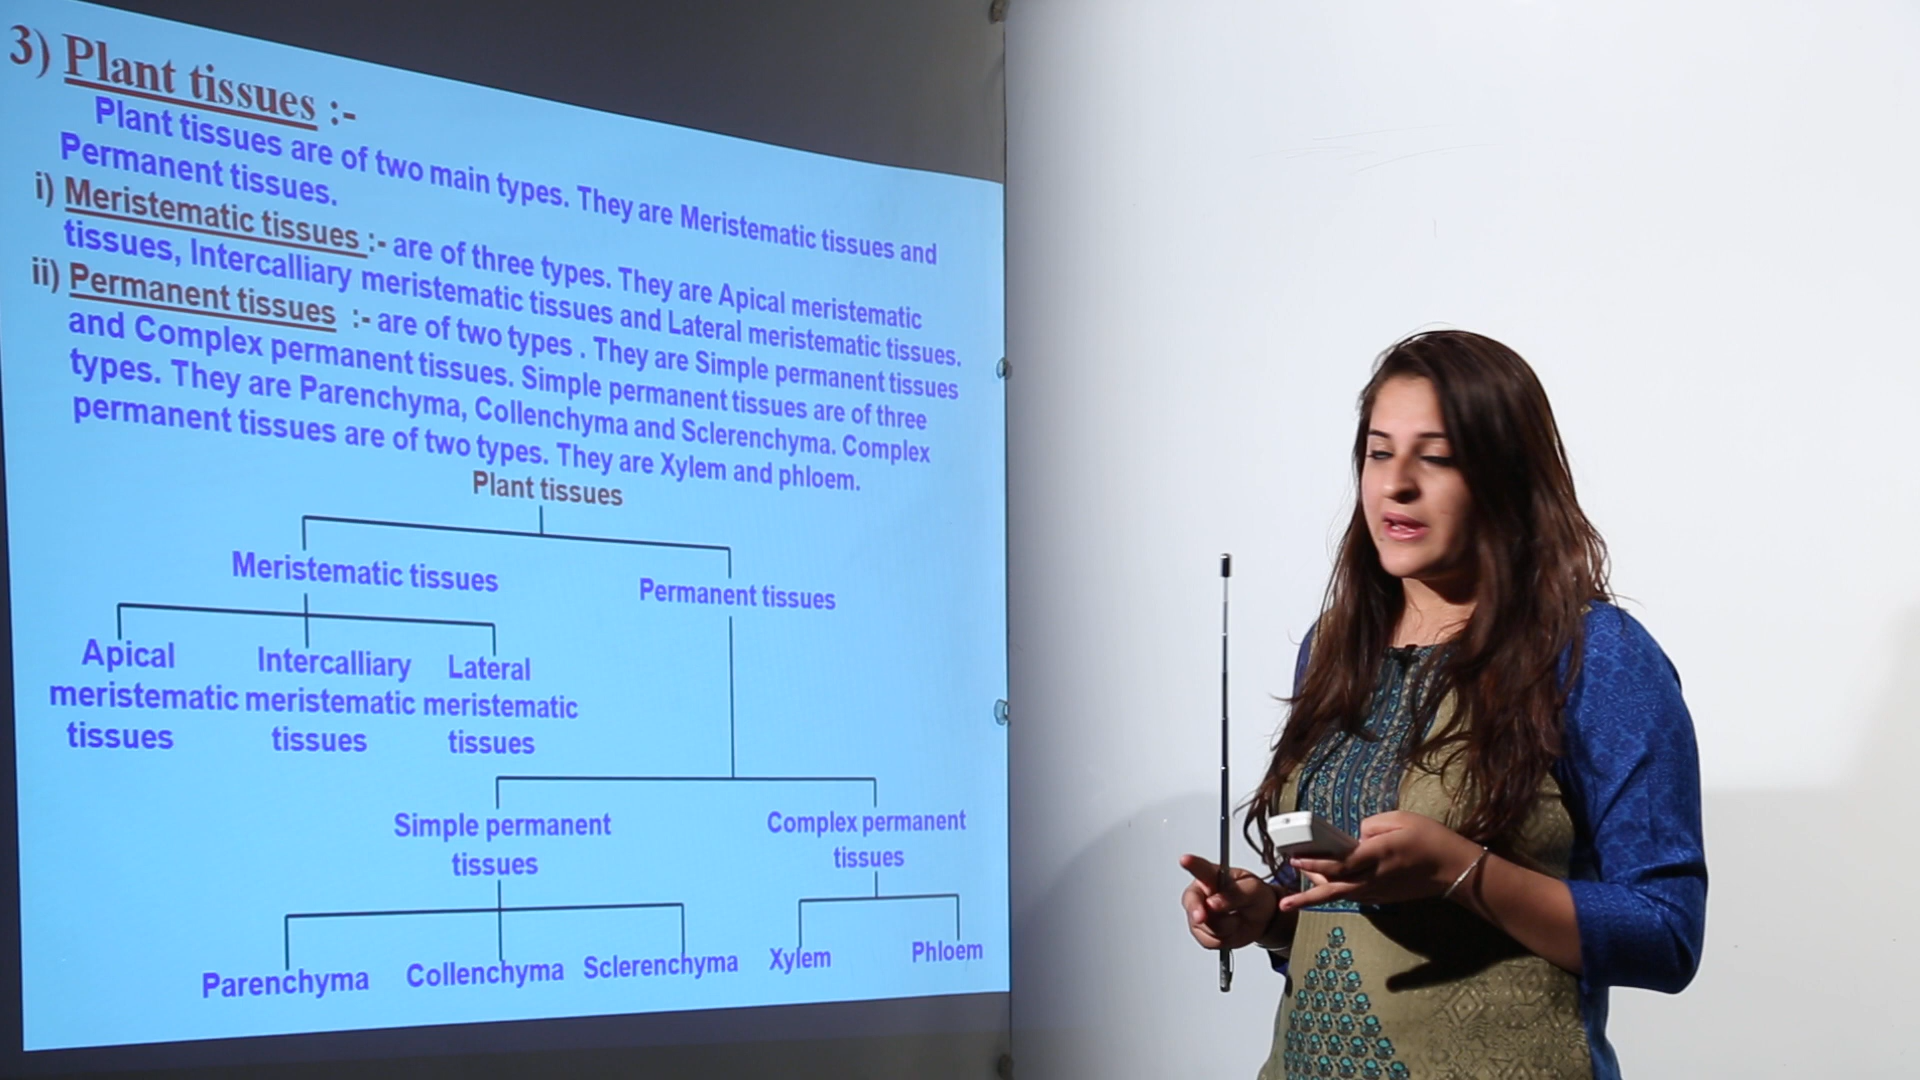 3) Plant tissues :-
Plant tissues are of two main types. They are Meristematic tissues and
Permanent tissues.
i) Meristematic tissues :- are of three types. They are Apical meristematic
tissues, Intercalliary meristematic tissues and Lateral meristematic tissues.
ii) Permanent tissues :- are of two types . They are Simple permanent tissues
and Complex permanent tissues. Simple permanent tissues are of three
types. They are Parenchyma, Collenchyma and Sclerenchyma. Complex
permanent tissues are of two types. They are Xylem and phloem.
Plant tissues
Meristematic tissues
Permanent tissues
Apical
meristematic
tissues
Intercalliary
meristematic
tissues
Lateral
meristematic
tissues
Simple permanent
tissues
Complex permanent
tissues
Parenchyma
Collenchyma
Sclerenchyma
Xylem
Phloem